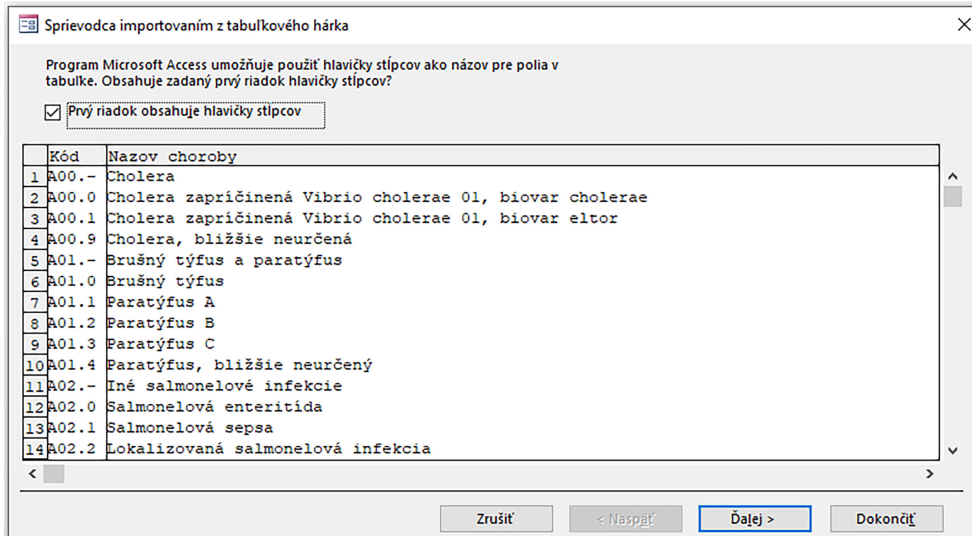 Sprievodca importovaním z tabuľkového hárka
Program Microsoft Access umožňuje použiť hlavičky stĺpcov ako názov pre polia v
tabuľke. Obsahuje zadaný prvý riadok hlavičky stĺpcov?
Prvý riadok obsahuje hlavičky stĺpcov
Kód Nazov choroby
1 A00.- Cholera
2 A00.0 Cholera zapríčinená Vibrio cholerae 01, biovar cholerae
3 A00.1 Cholera zapríčinená Vibrio cholerae 01, biovar eltor
4 A00.9 Cholera, bližšie neurčená
5 A01.- Brušný týfus a paratýfus
6 A01.0 Brušný týfus
7 A01.1 Paratýfus A
8 A01.2 Paratýfus B
9 A01.3 Paratýfus C
10 A01.4 Paratýfus, bližšie neurčený
11 A02.- Iné salmonelové infekcie
12 A02.0 Salmonelová enteritída
13 A02.1 Salmonelová sepsa
14 A02.2 Lokalizovaná salmonelová infekcia
Zrušiť < Naspäť Ďalej > Dokončiť